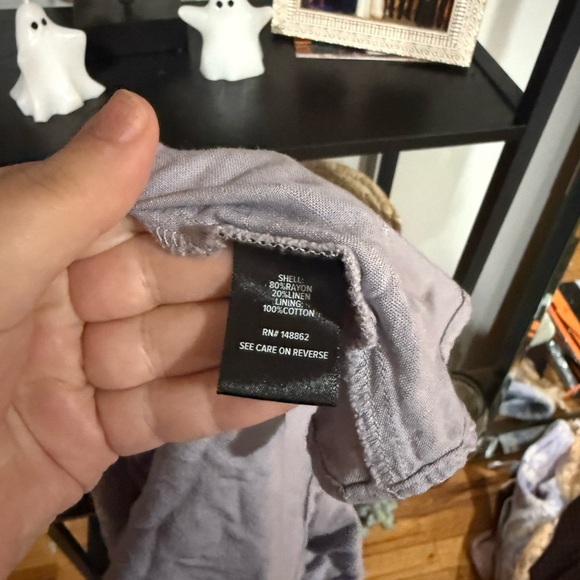 SHELL:
80%RAYON
20%LINEN
LINING:
100%COTTON
RN# 148862
SEE CARE ON REVERSE